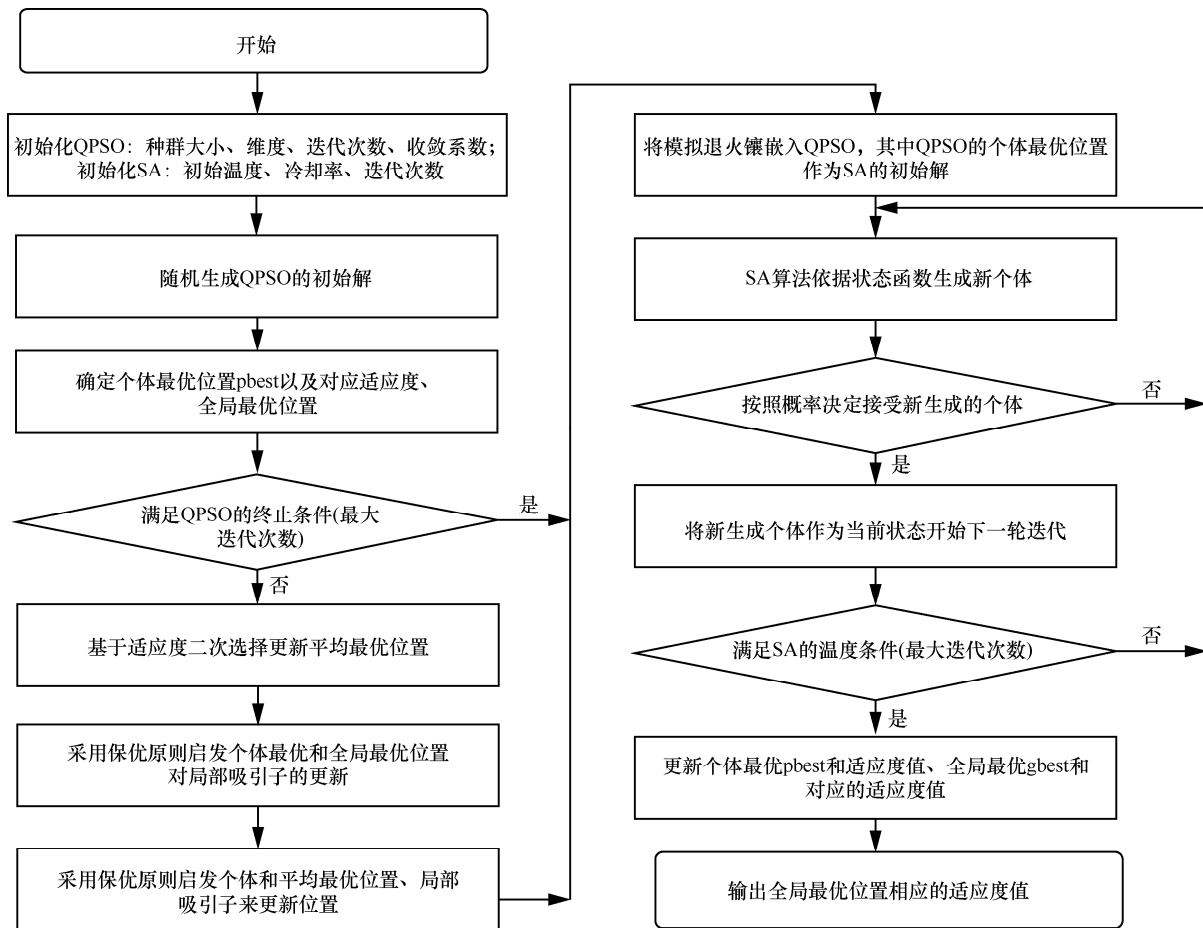 开始
初始化QPSO：种群大小、维度、迭代次数、收敛系数；
初始化SA：初始温度、冷却率、迭代次数
随机生成QPSO的初始解
确定个体最优位置pbest以及对应适应度、
全局最优位置
满足QPSO的终止条件(最大
迭代次数)
是
否
基于适应度二次选择更新平均最优位置
采用保优原则启发个体最优和全局最优位置
对局部吸引子的更新
采用保优原则启发个体和平均最优位置、局部
吸引子来更新位置
将模拟退火镶嵌入QPSO，其中QPSO的个体最优位置
作为SA的初始解
SA算法依据状态函数生成新个体
按照概率决定接受新生成的个体
否
是
将新生成个体作为当前状态开始下一轮迭代
满足SA的温度条件(最大迭代次数)
否
是
更新个体最优pbest和适应度值、全局最优gbest和
对应的适应度值
输出全局最优位置相应的适应度值